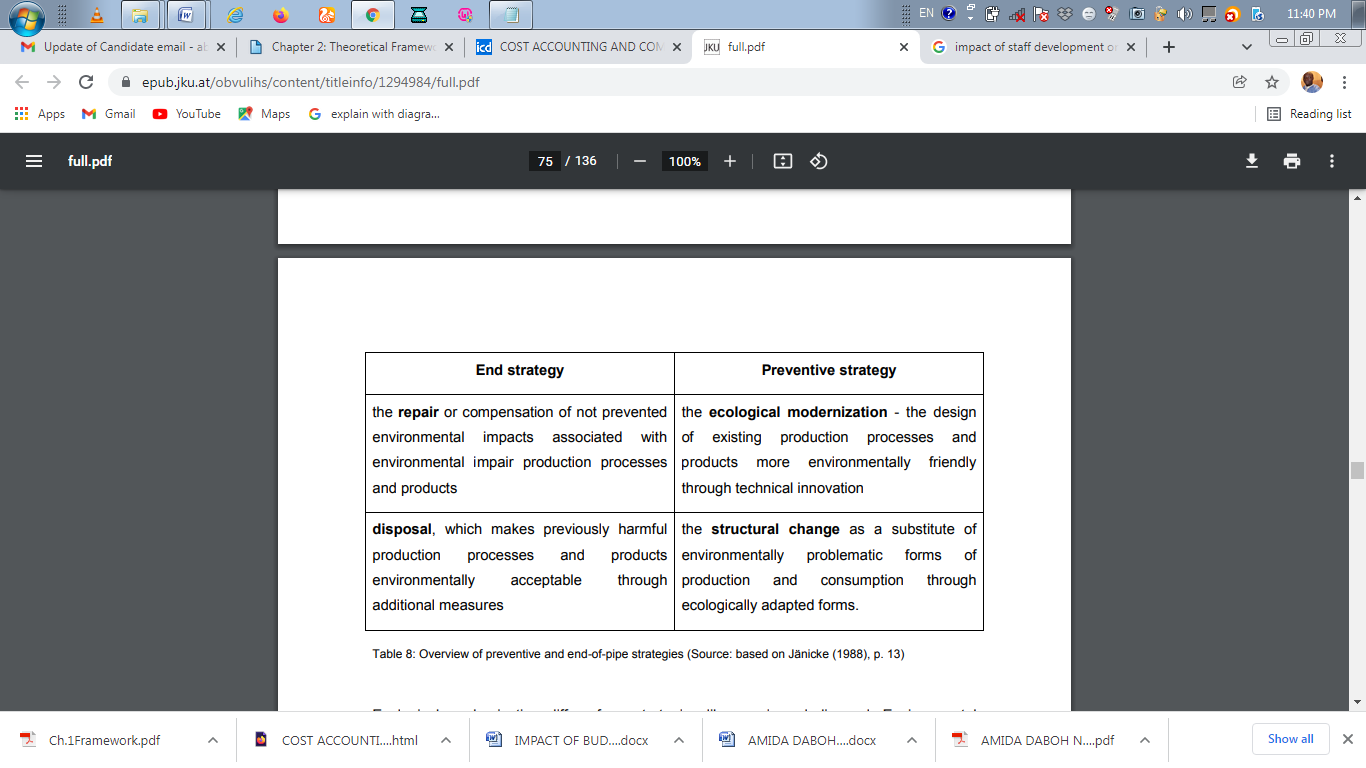 EN
11:40 PM
Update of Candidate email - ab
Chapter 2: Theoretical Framewo
COST ACCOUNTING AND COM
JKU
full.pdf
impact of staff development or
epub.jku.at/obvulihs/content/titleinfo/1294984/full.pdf
Apps
Gmail
YouTube
Maps
explain with diagra...
Reading list
full.pdf
75 / 136
100%
End strategy
Preventive strategy
the repair or compensation of not prevented
environmental impacts associated with
environmental impair production processes
and products
the ecological modernization - the design
of existing production processes and
products more environmentally friendly
through technical innovation
disposal, which makes previously harmful
production processes and products
environmentally acceptable through
additional measures
the structural change as a substitute of
environmentally problematic forms of
production and consumption through
ecologically adapted forms.
Table 8: Overview of preventive and end-of-pipe strategies (Source: based on Jänicke (1988), p. 13)
Ch.1Framework.pdf
COST ACCOUNTI....html
IMPACT OF BUD....docx
AMIDA DABOH....docx
AMIDA DABOH N....pdf
Show all